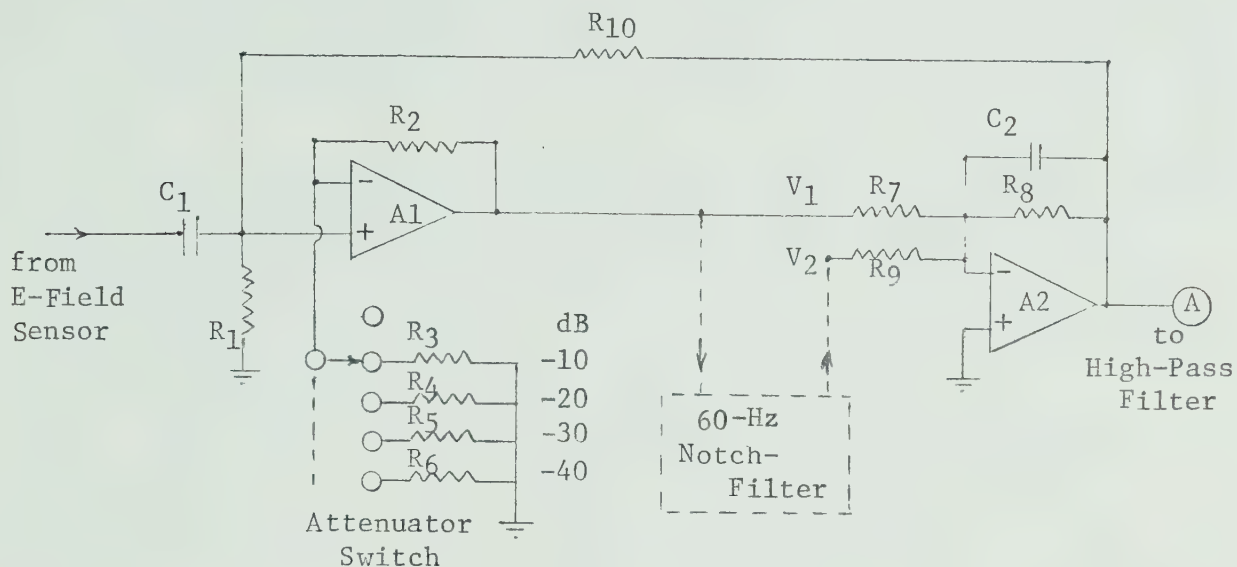 R10
R2
C2
C1
A1
V1
R7
R8
V2
R9
from
E-Field
Sensor
R1
A2
A
to
High-Pass
Filter
dB
R3
-10
R4
-20
R5
-30
R6
-40
60-Hz
Notch-
Filter
Attenuator
Switch
-
+
-
+